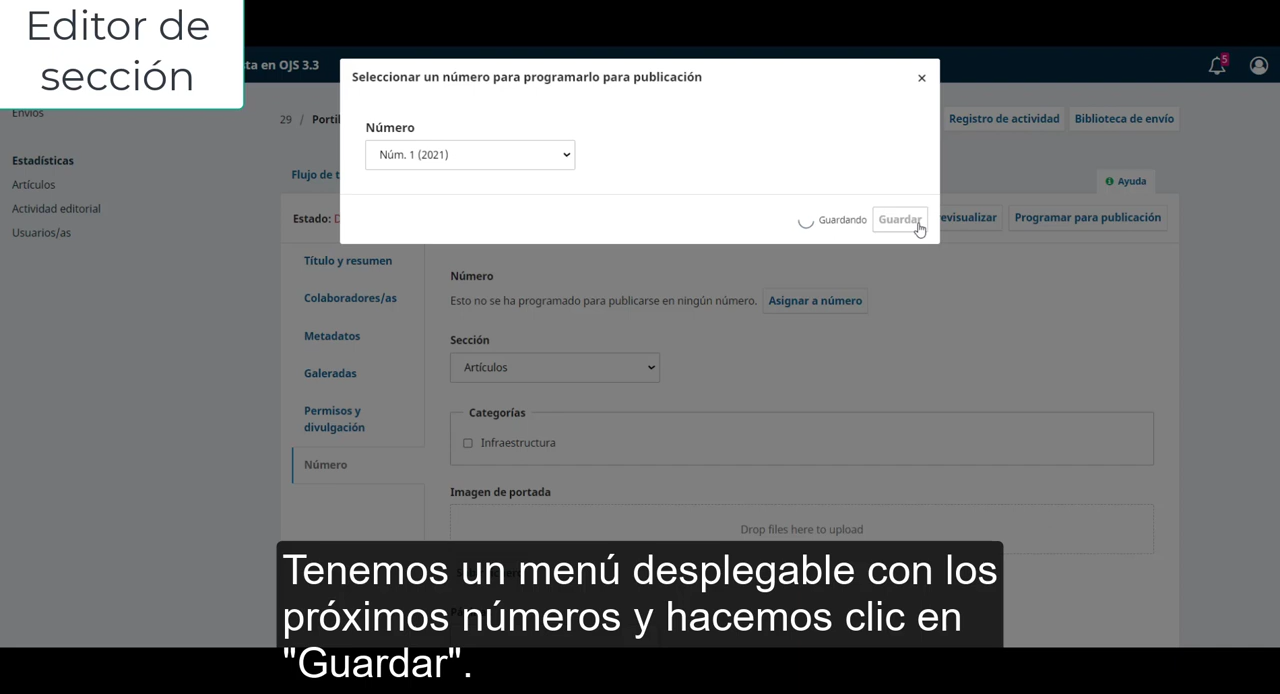 Editor de
sección
ta en OJS 3.3
5
Envíos
Estadísticas
Artículos
Actividad editorial
Usuarios/as
29 / Portil
Registro de actividad
Biblioteca de envío
Seleccionar un número para programarlo para publicación
×
Número
Núm. 1 (2021)
Guardando
Guardar
Flujo de t
Ayuda
Estado: D
evisualizar
Programar para publicación
Título y resumen
Colaboradores/as
Metadatos
Galeradas
Permisos y
divulgación
Número
Número
Esto no se ha programado para publicarse en ningún número.
Asignar a número
Sección
Artículos
Categorías
Infraestructura
Imagen de portada
Drop files here to upload
Tenemos un menú desplegable con los
próximos números y hacemos clic en
"Guardar".